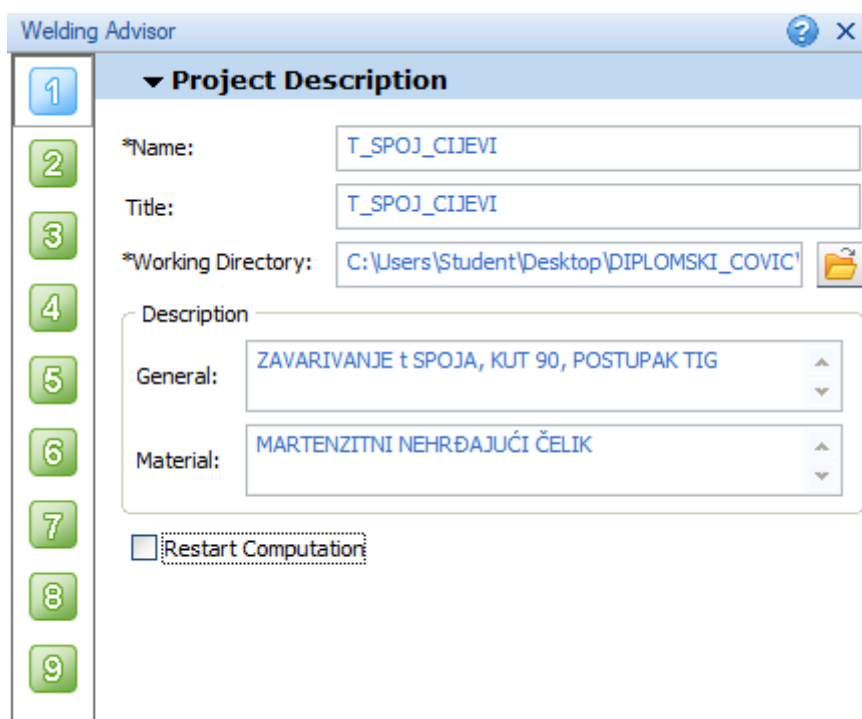 Welding Advisor
1
Project Description
*Name: T_SPOJ_CIJEVI
2
Title: T_SPOJ_CIJEVI
3
*Working Directory: C:\Users\Student\Desktop\DIPLOMSKI_COVIC\
4
Description
General: ZAVARIVANJE t SPOJA, KUT 90, POSTUPAK TIG
5
Material: MARTENZITNI NEHRĐAJUĆI ČELIK
6
7
Restart Computation
8
9